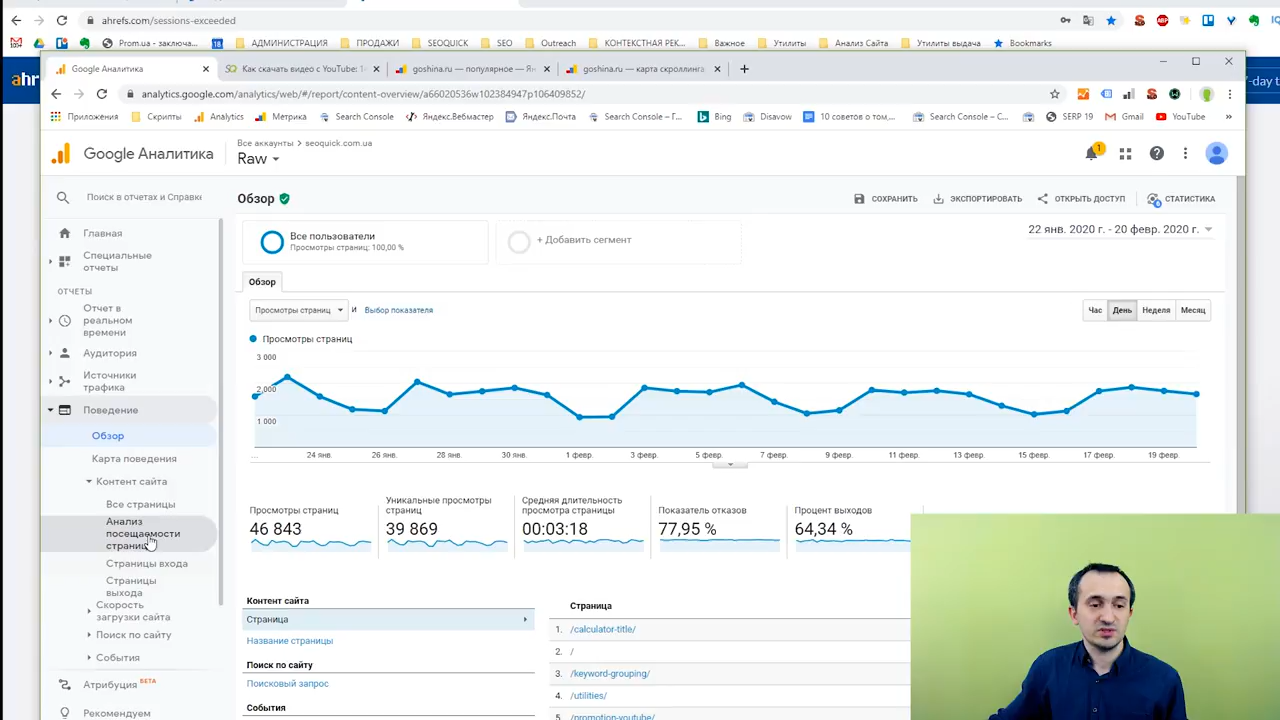 ahrefs.com/sessions-exceeded
Prom.ua - заключа...
18
АДМИНИСТРАЦИЯ
ПРОДАЖИ
SEOQUICK
SEO
Outreach
КОНТЕКСТНАЯ РЕК...
Важное
Утилиты
Анализ Сайта
Утилиты выдача
Bookmarks
ahr
-day t
Google Аналитика
Как скачать видео с YouTube: 1
goshina.ru — популярное — Ян
goshina.ru — карта скроллинга
analytics.google.com/analytics/web/#/report/content-overview/a66020536w102384947p106409852/
Приложения
Скрипты
Analytics
Метрика
Search Console
Яндекс.Вебмастер
Яндекс.Почта
Search Console – Г...
Bing
Disavow
10 советов о том,...
Search Console – С...
SERP 19
Gmail
YouTube
»
Google Аналитика
Все аккаунты > seoquick.com.ua
Raw
1
Поиск в отчетах и Справке
Обзор
СОХРАНИТЬ
ЭКСПОРТИРОВАТЬ
ОТКРЫТЬ ДОСТУП
СТАТИСТИКА
Главная
Специальные
отчеты
ОТЧЕТЫ
Отчет в
реальном
времени
Аудитория
Источники
трафика
Поведение
Обзор
Карта поведения
Контент сайта
Все страницы
Анализ
посещаемости
страниц
Страницы входа
Страницы
выхода
Скорость
загрузки сайта
Поиск по сайту
События
Атрибуция BETA
Рекомендуем
Все пользователи
Просмотры страниц: 100,00 %
+ Добавить сегмент
22 янв. 2020 г. - 20 февр. 2020 г.
Обзор
Просмотры страниц
и
Выбор показателя
Час
День
Неделя
Месяц
Просмотры страниц
3 000
2 000
1 000
...
24 янв.
26 янв.
28 янв.
30 янв.
1 февр.
3 февр.
5 февр.
7 февр.
9 февр.
11 февр.
13 февр.
15 февр.
17 февр.
19 февр.
Просмотры страниц
46 843
Уникальные просмотры
страниц
39 869
Средняя длительность
просмотра страницы
00:03:18
Показатель отказов
77,95 %
Процент выходов
64,34 %
Контент сайта
Страница
Название страницы
Поиск по сайту
Поисковый запрос
События
Страница
1. /calculator-title/
2. /
3. /keyword-grouping/
4. /utilities/
5. /promotion-youtube/